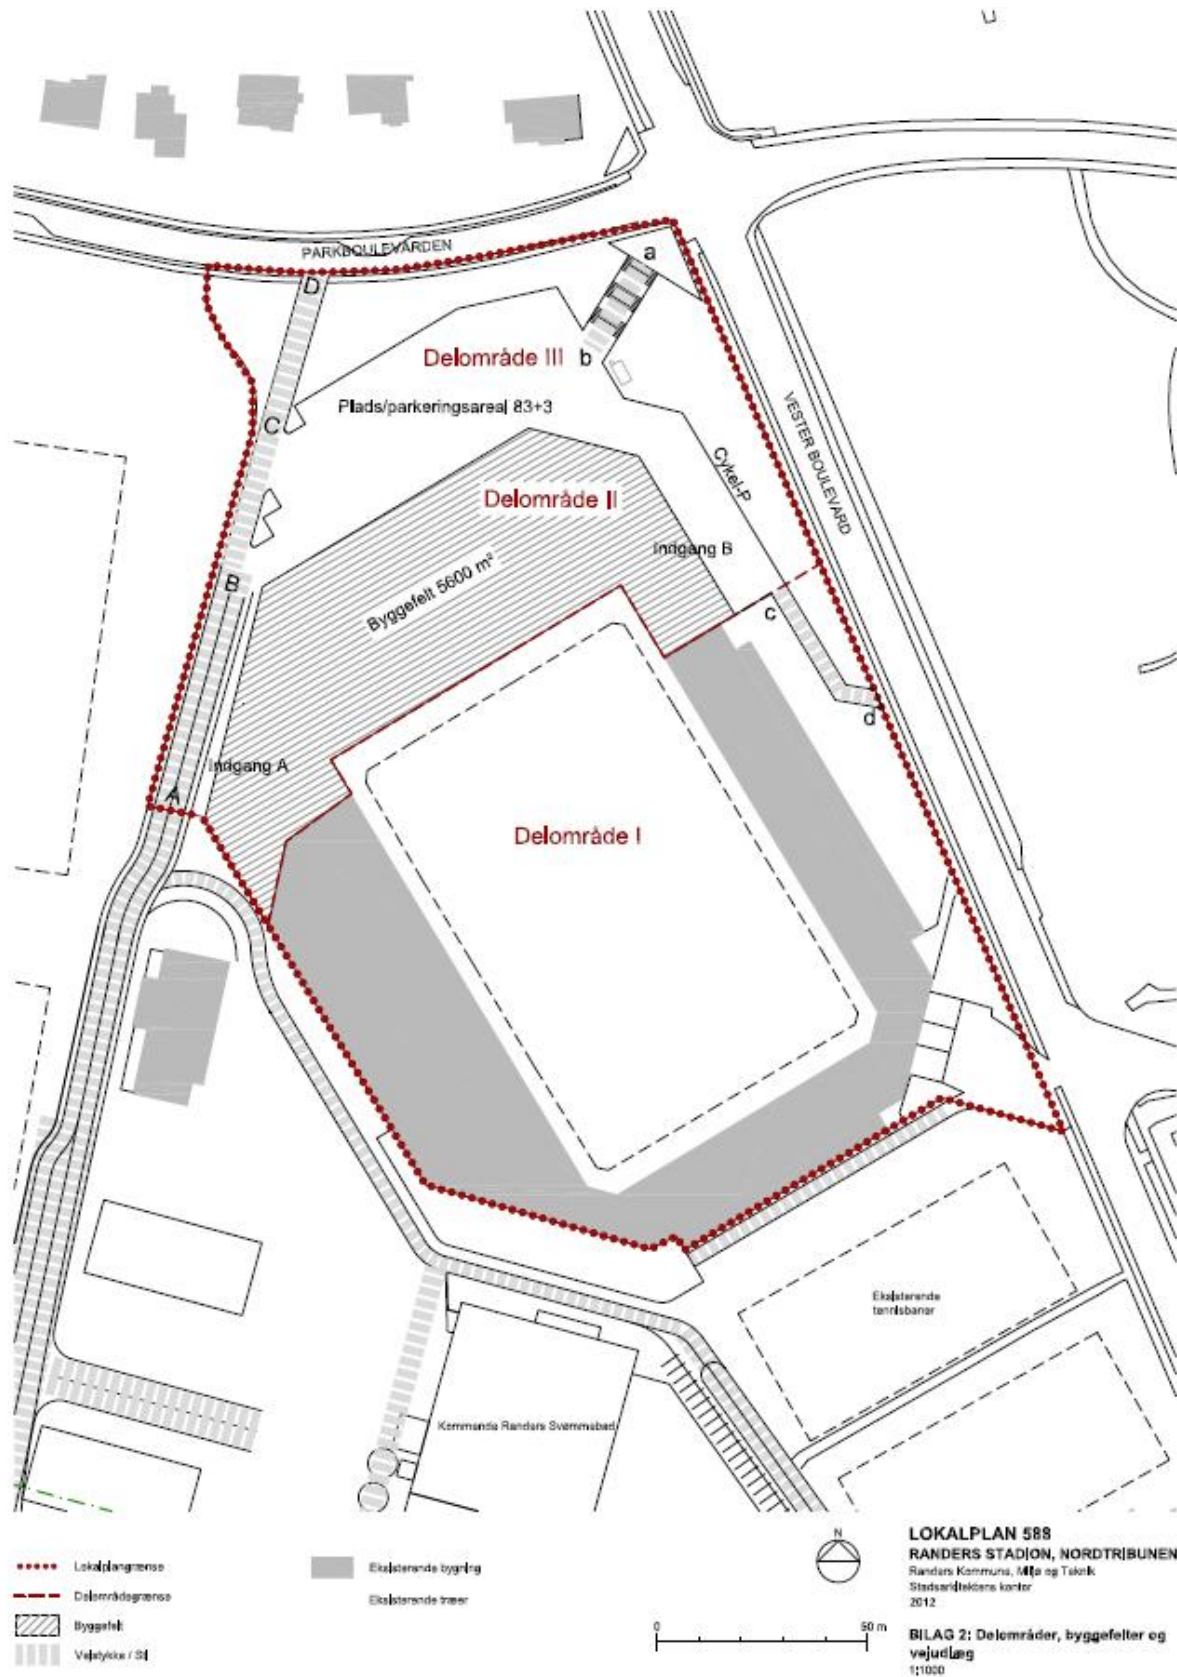 PARKBOULEVARDEN
D
a
b
Delområde III
Plads/parkeringsareal 83+3
C
VESTER BOULEVARD
Cykel-P
Delområde II
Indgang B
Byggefelt 5600 m²
B
c
d
Indgang A
A
Delområde I
Eksisterende
tennisbaner
Kommende Randers Svømmebad
Lokalplangrænse
Delområdegrænse
Byggefelt
Vejstykke / Sti
Eksisterende bygning
Eksisterende træer
N
0
50 m
LOKALPLAN 588
RANDERS STADION, NORDTRIBUNEN
Randers Kommune, Miljø og Teknik
Stadsarkitektens kontor
2012
BILAG 2: Delområder, byggefelter og
vejudlæg
1:1000